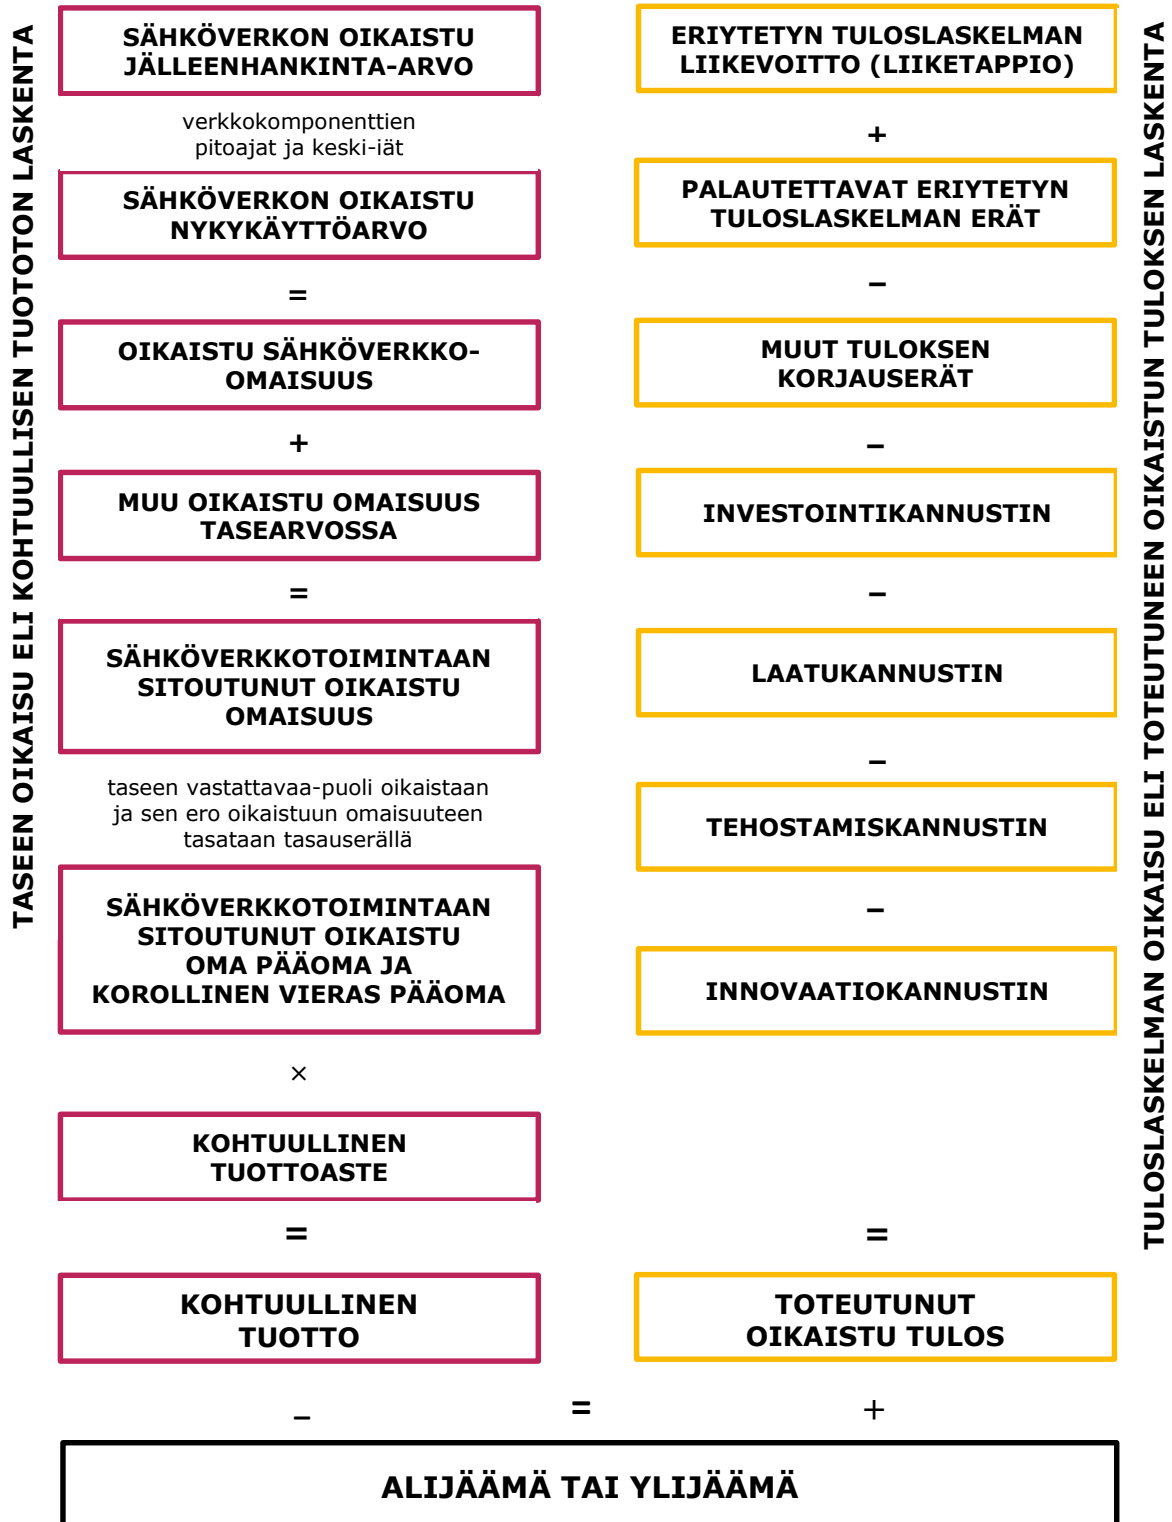 TASEEN OIKAISU ELI KOHTUULLISEN TUOTOTON LASKENTA
SÄHKÖVERKON OIKAISTU
JÄLLEENHANKINTA-ARVO
verkkokomponenttien
pitoajat ja keski-iät
SÄHKÖVERKON OIKAISTU
NYKYKÄYTTÖARVO
=
OIKAISTU SÄHKÖVERKKO-
OMAISUUS
+
MUU OIKAISTU OMAISUUS
TASEARVOSSA
=
SÄHKÖVERKKOTOIMINTAAN
SITOUTUNUT OIKAISTU
OMAISUUS
taseen vastattavaa-puoli oikaistaan
ja sen ero oikaistuun omaisuuteen
tasataan tasauserällä
SÄHKÖVERKKOTOIMINTAAN
SITOUTUNUT OIKAISTU
OMA PÄÄOMA JA
KOROLLINEN VIERAS PÄÄOMA
×
KOHTUULLINEN
TUOTTOASTE
=
KOHTUULLINEN
TUOTTO
ERIYTETYN TULOSLASKELMAN
LIIKEVOITTO (LIIKETAPPIO)
+
PALAUTETTAVAT ERIYTETYN
TULOSLASKELMAN ERÄT
–
MUUT TULOKSEN
KORJAUSERÄT
–
INVESTOINTIKANNUSTIN
–
LAATUKANNUSTIN
–
TEHOSTAMISKANNUSTIN
–
INNOVAATIOKANNUSTIN
=
TOTEUTUNUT
OIKAISTU TULOS
TULOSLASKELMAN OIKAISU ELI TOTEUTUNEEN OIKAISTUN TULOKSEN LASKENTA
– = +
ALIJÄÄMÄ TAI YLIJÄÄMÄ